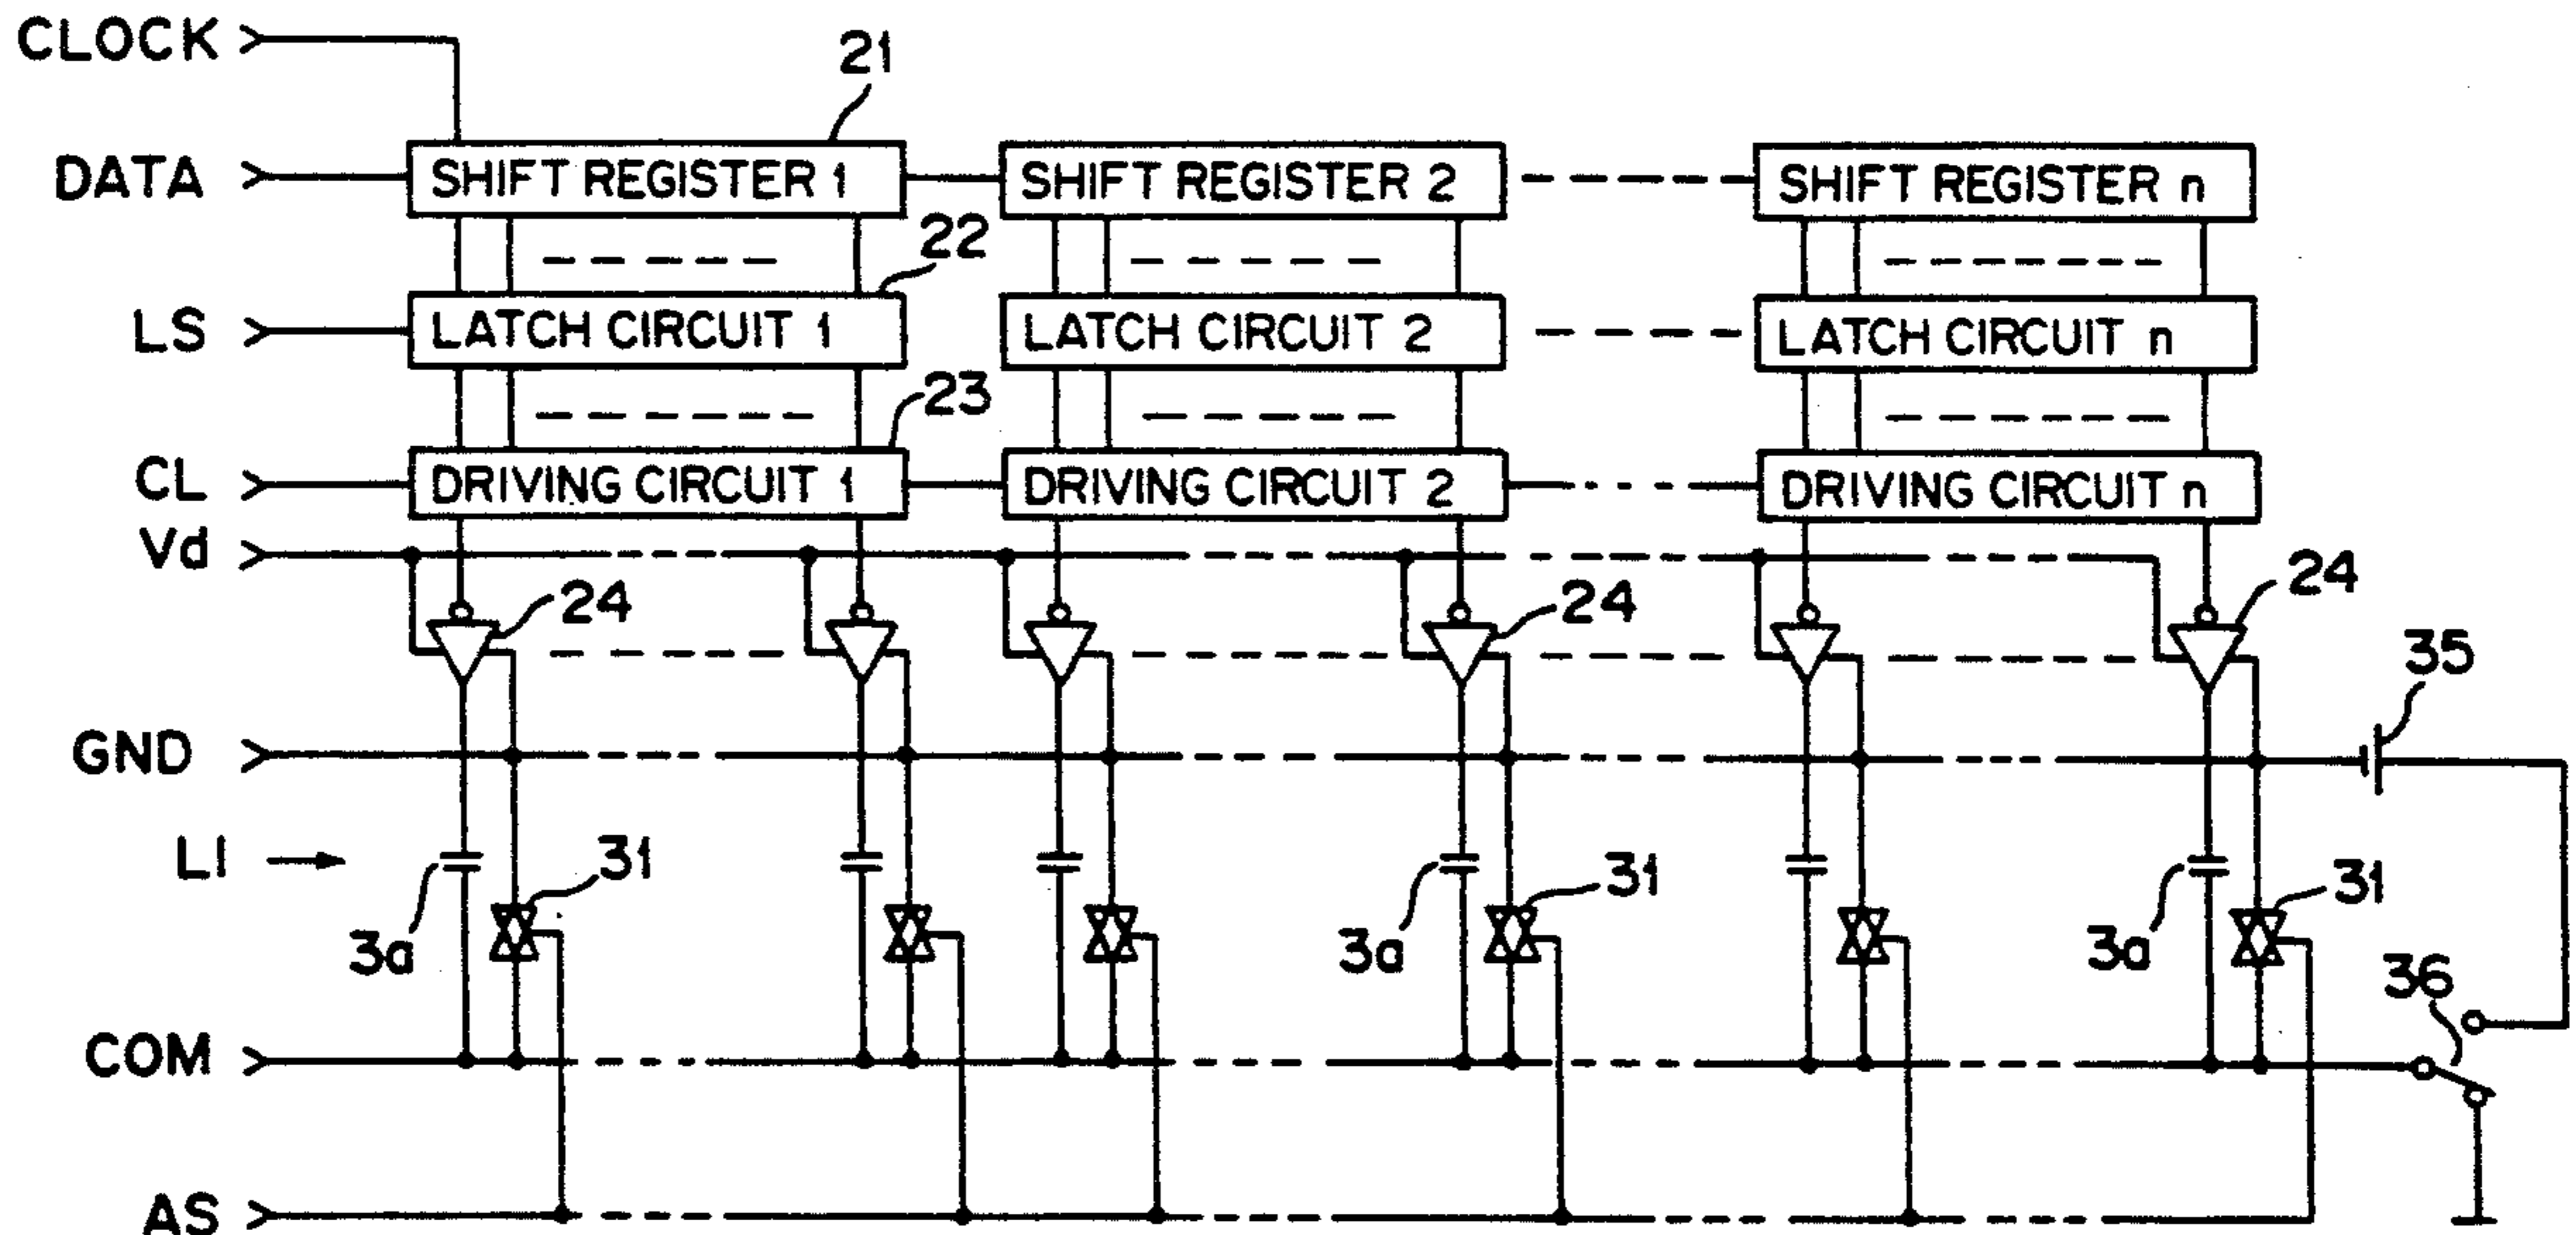 CLOCK
21
DATA
SHIFT REGISTER 1
SHIFT REGISTER 2
SHIFT REGISTER n
22
LS
LATCH CIRCUIT 1
LATCH CIRCUIT 2
LATCH CIRCUIT n
23
CL
DRIVING CIRCUIT 1
DRIVING CIRCUIT 2
DRIVING CIRCUIT n
Vd
24
24
24
35
GND
LI
31
31
31
3a
3a
3a
36
COM
AS